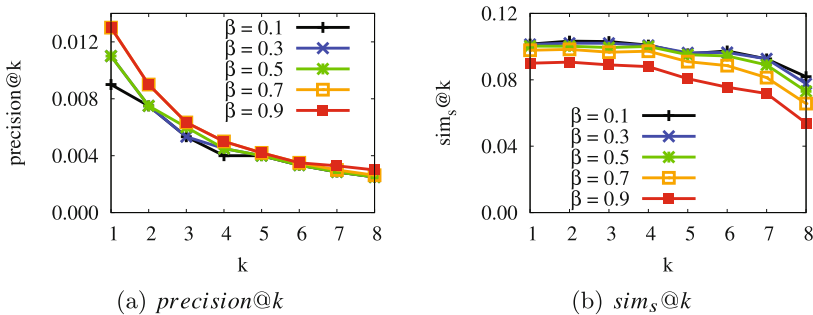 0.012
0.008
0.004
0.000
precision@k
β = 0.1
β = 0.3
β = 0.5
β = 0.7
β = 0.9
1 2 3 4 5 6 7 8
k
(a) precision@k
0.12
0.08
0.04
0.00
sims@k
β = 0.1
β = 0.3
β = 0.5
β = 0.7
β = 0.9
1 2 3 4 5 6 7 8
k
(b) sims@k